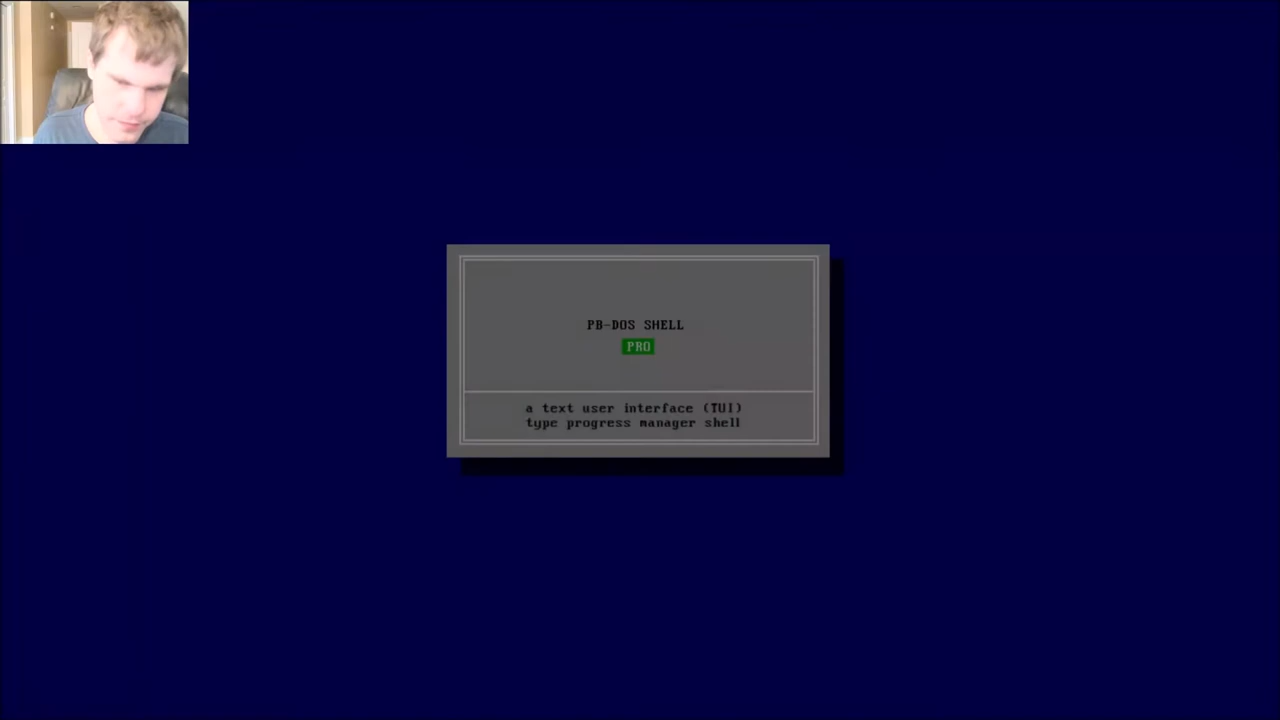 PB-DOS SHELL
PRO
a text user interface (TUI)
type progress manager shell